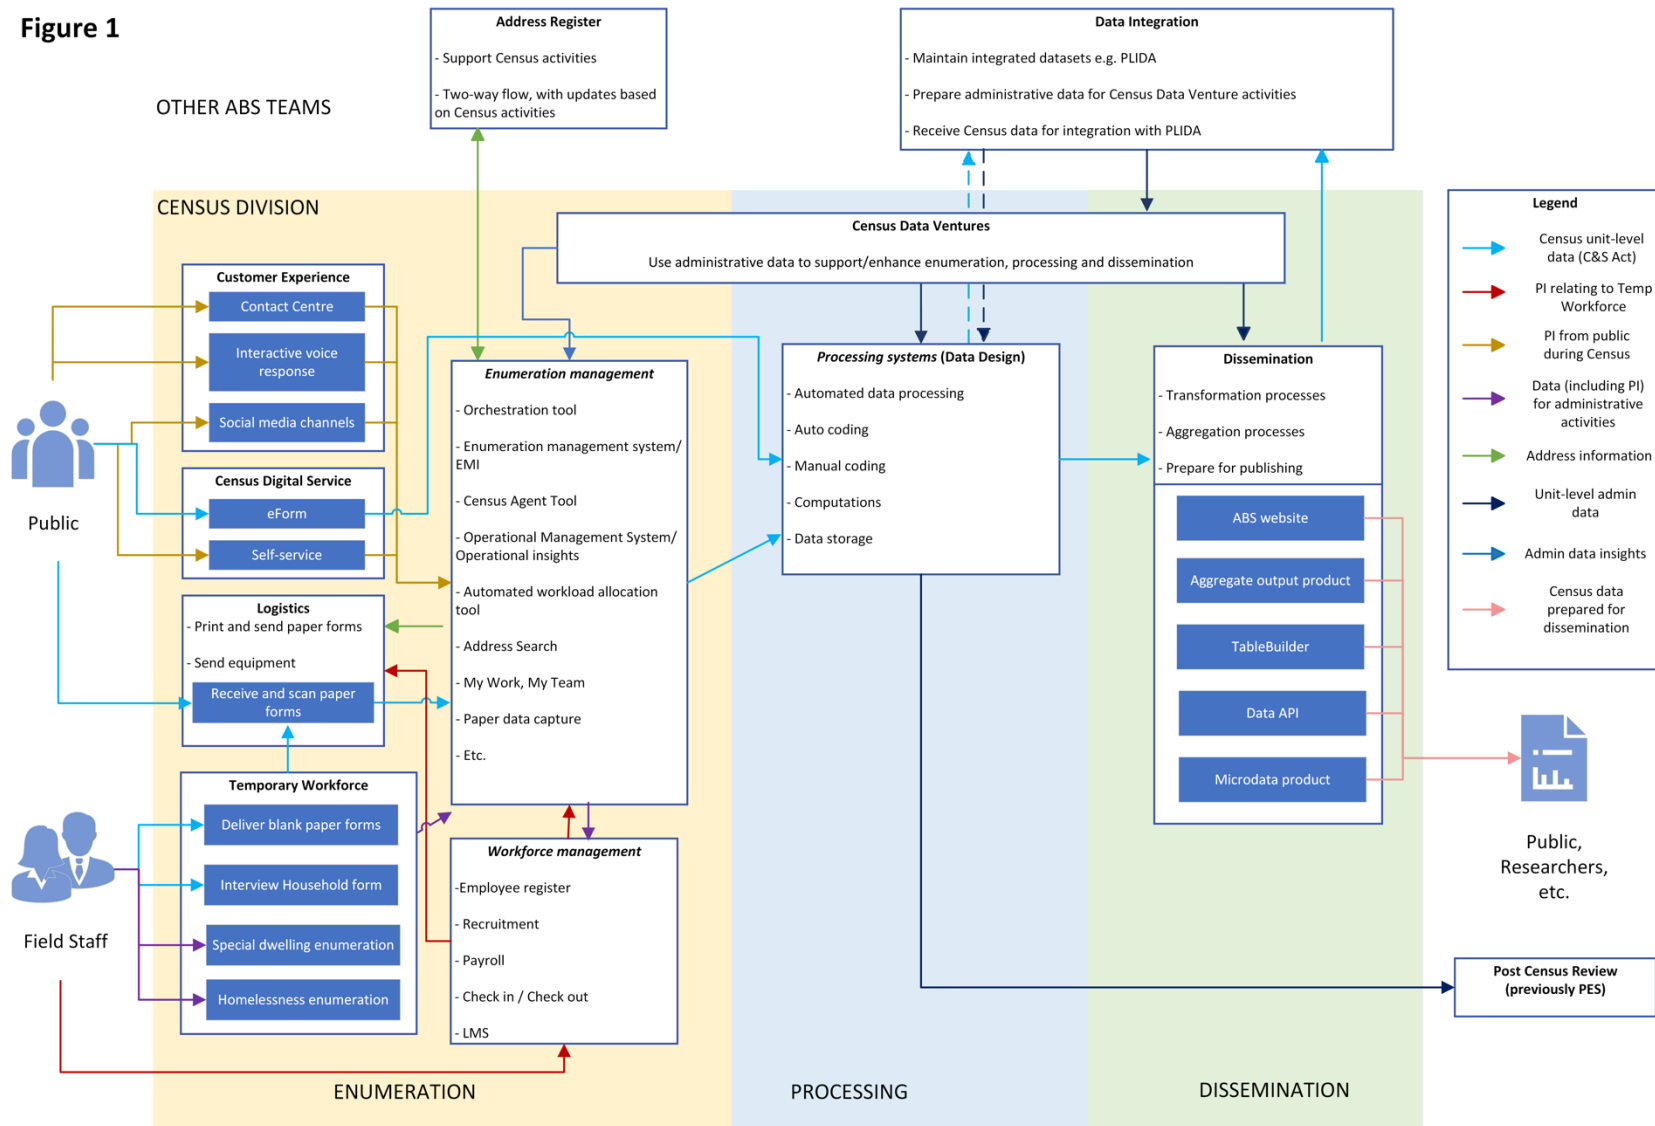 Figure 1
Address Register
- Support Census activities
- Two-way flow, with updates based
on Census activities
Data Integration
- Maintain integrated datasets e.g. PLIDA
- Prepare administrative data for Census Data Venture activities
- Receive Census data for integration with PLIDA
OTHER ABS TEAMS
CENSUS DIVISION
Census Data Ventures
Use administrative data to support/enhance enumeration, processing and dissemination
Customer Experience
Contact Centre
Interactive voice
response
Social media channels
Census Digital Service
eForm
Self-service
Public
Logistics
- Print and send paper forms
- Send equipment
Receive and scan paper
forms
Temporary Workforce
Deliver blank paper forms
Interview Household form
Special dwelling enumeration
Homelessness enumeration
Field Staff
Enumeration management
- Orchestration tool
- Enumeration management system/
EMI
- Census Agent Tool
- Operational Management System/
Operational insights
- Automated workload allocation
tool
- Address Search
- My Work, My Team
- Paper data capture
- Etc.
Workforce management
-Employee register
- Recruitment
- Payroll
- Check in / Check out
- LMS
Processing systems (Data Design)
- Automated data processing
- Auto coding
- Manual coding
- Computations
- Data storage
Dissemination
- Transformation processes
- Aggregation processes
- Prepare for publishing
ABS website
Aggregate output product
TableBuilder
Data API
Microdata product
Legend
Census unit-level
data (C&S Act)
PI relating to Temp
Workforce
PI from public
during Census
Data (including PI)
for administrative
activities
Address information
Unit-level admin
data
Admin data insights
Census data
prepared for
dissemination
Public,
Researchers,
etc.
Post Census Review
(previously PES)
ENUMERATION
PROCESSING
DISSEMINATION